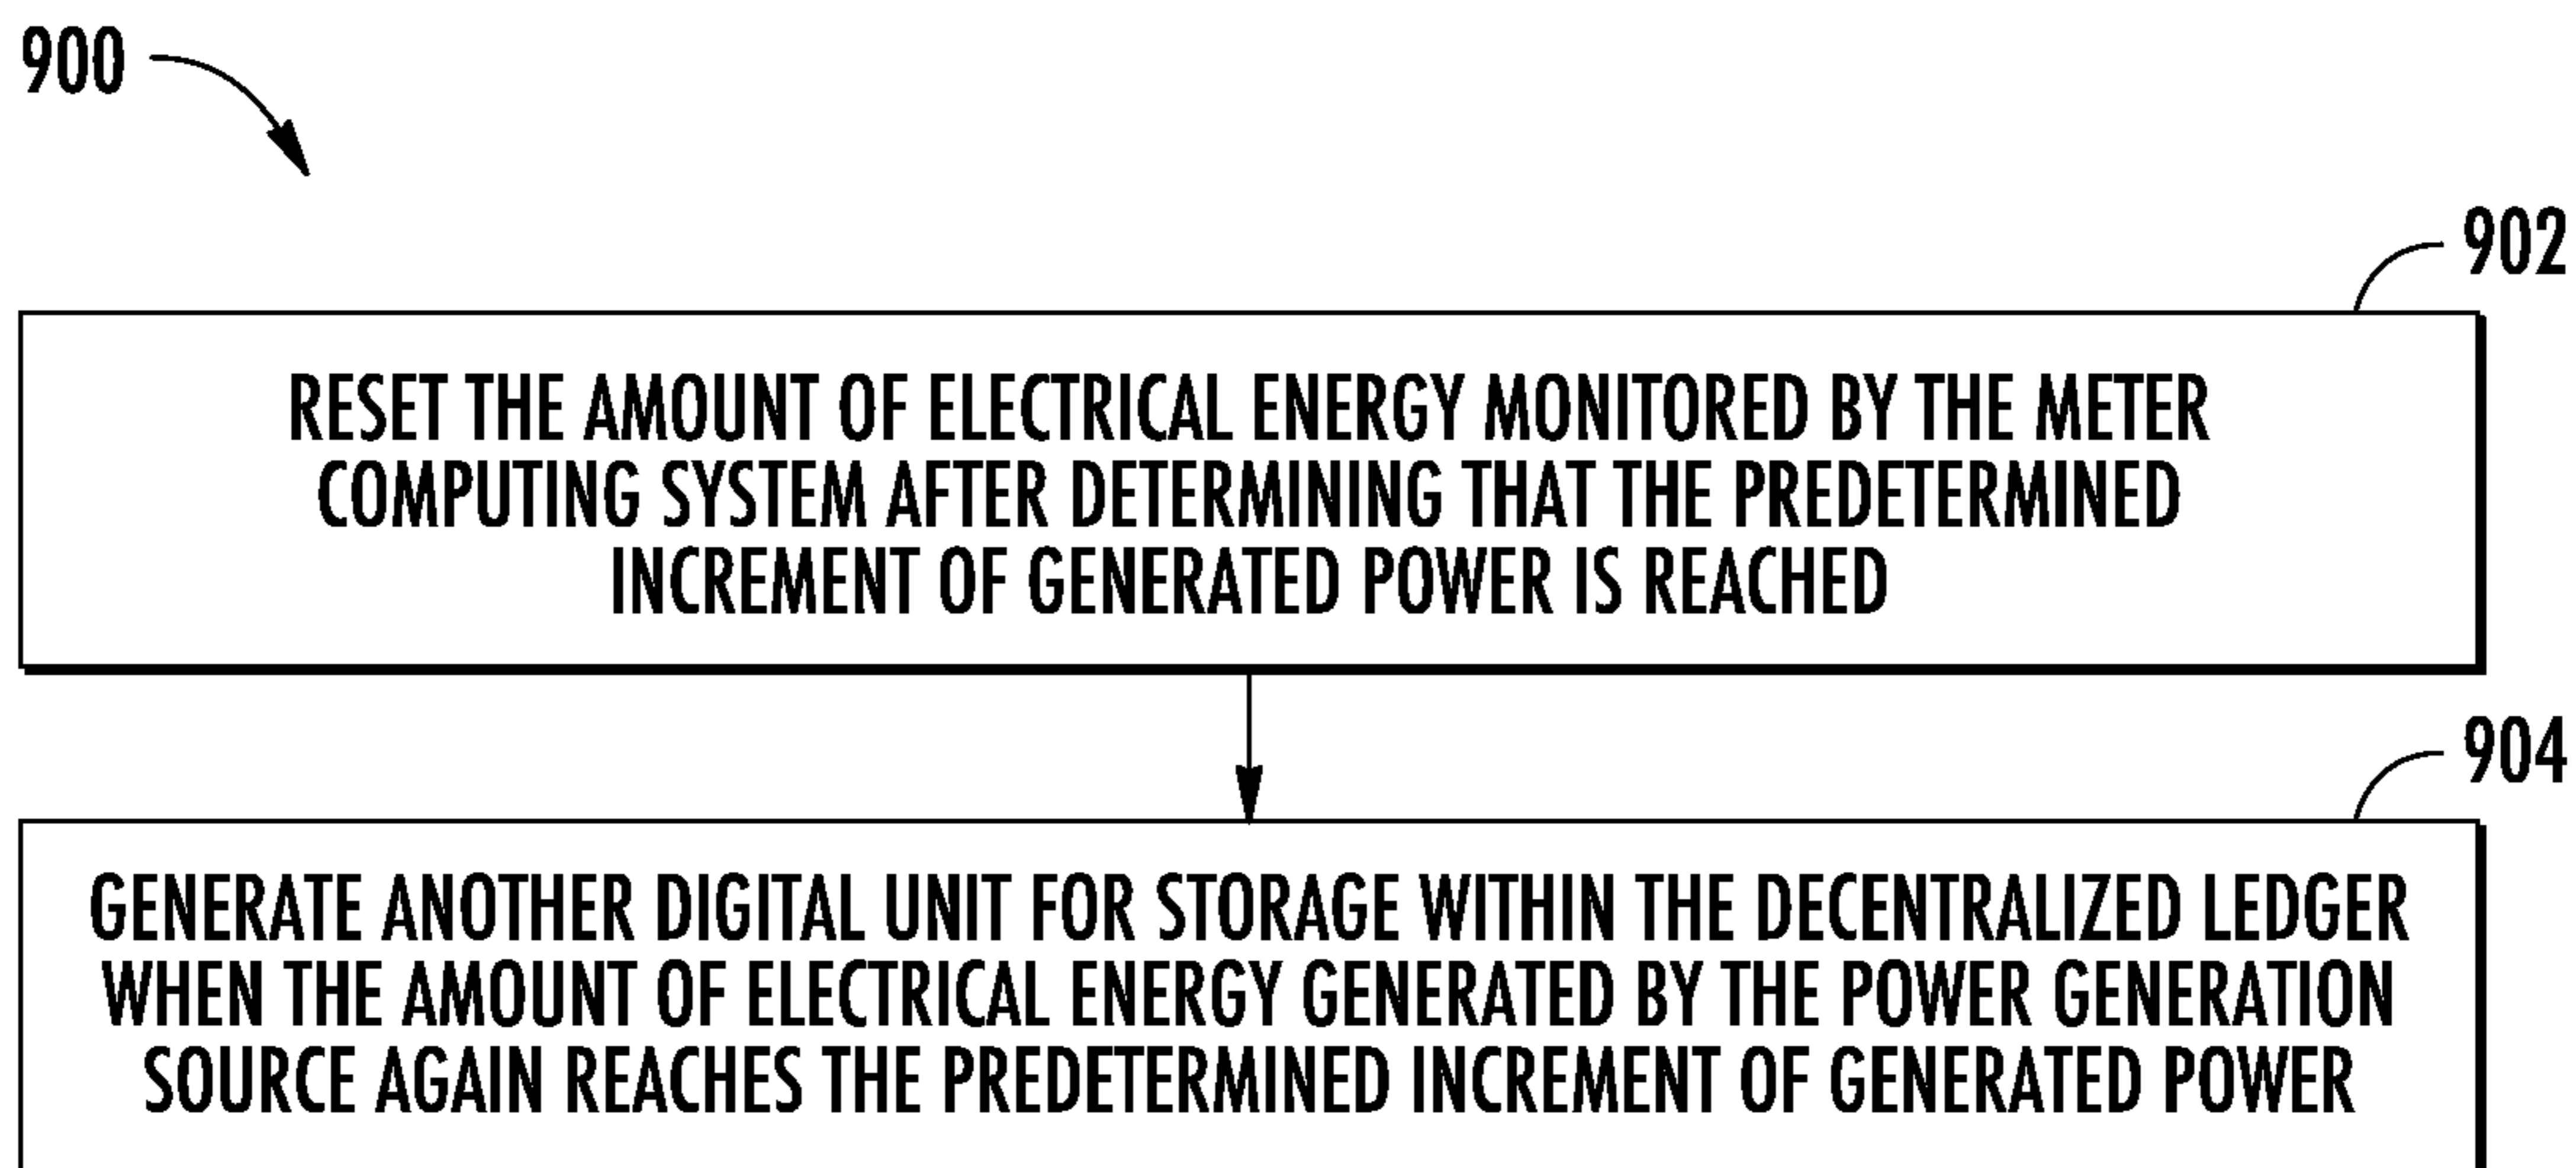 900
902
RESET THE AMOUNT OF ELECTRICAL ENERGY MONITORED BY THE METER
COMPUTING SYSTEM AFTER DETERMINING THAT THE PREDETERMINED
INCREMENT OF GENERATED POWER IS REACHED
904
GENERATE ANOTHER DIGITAL UNIT FOR STORAGE WITHIN THE DECENTRALIZED LEDGER
WHEN THE AMOUNT OF ELECTRICAL ENERGY GENERATED BY THE POWER GENERATION
SOURCE AGAIN REACHES THE PREDETERMINED INCREMENT OF GENERATED POWER